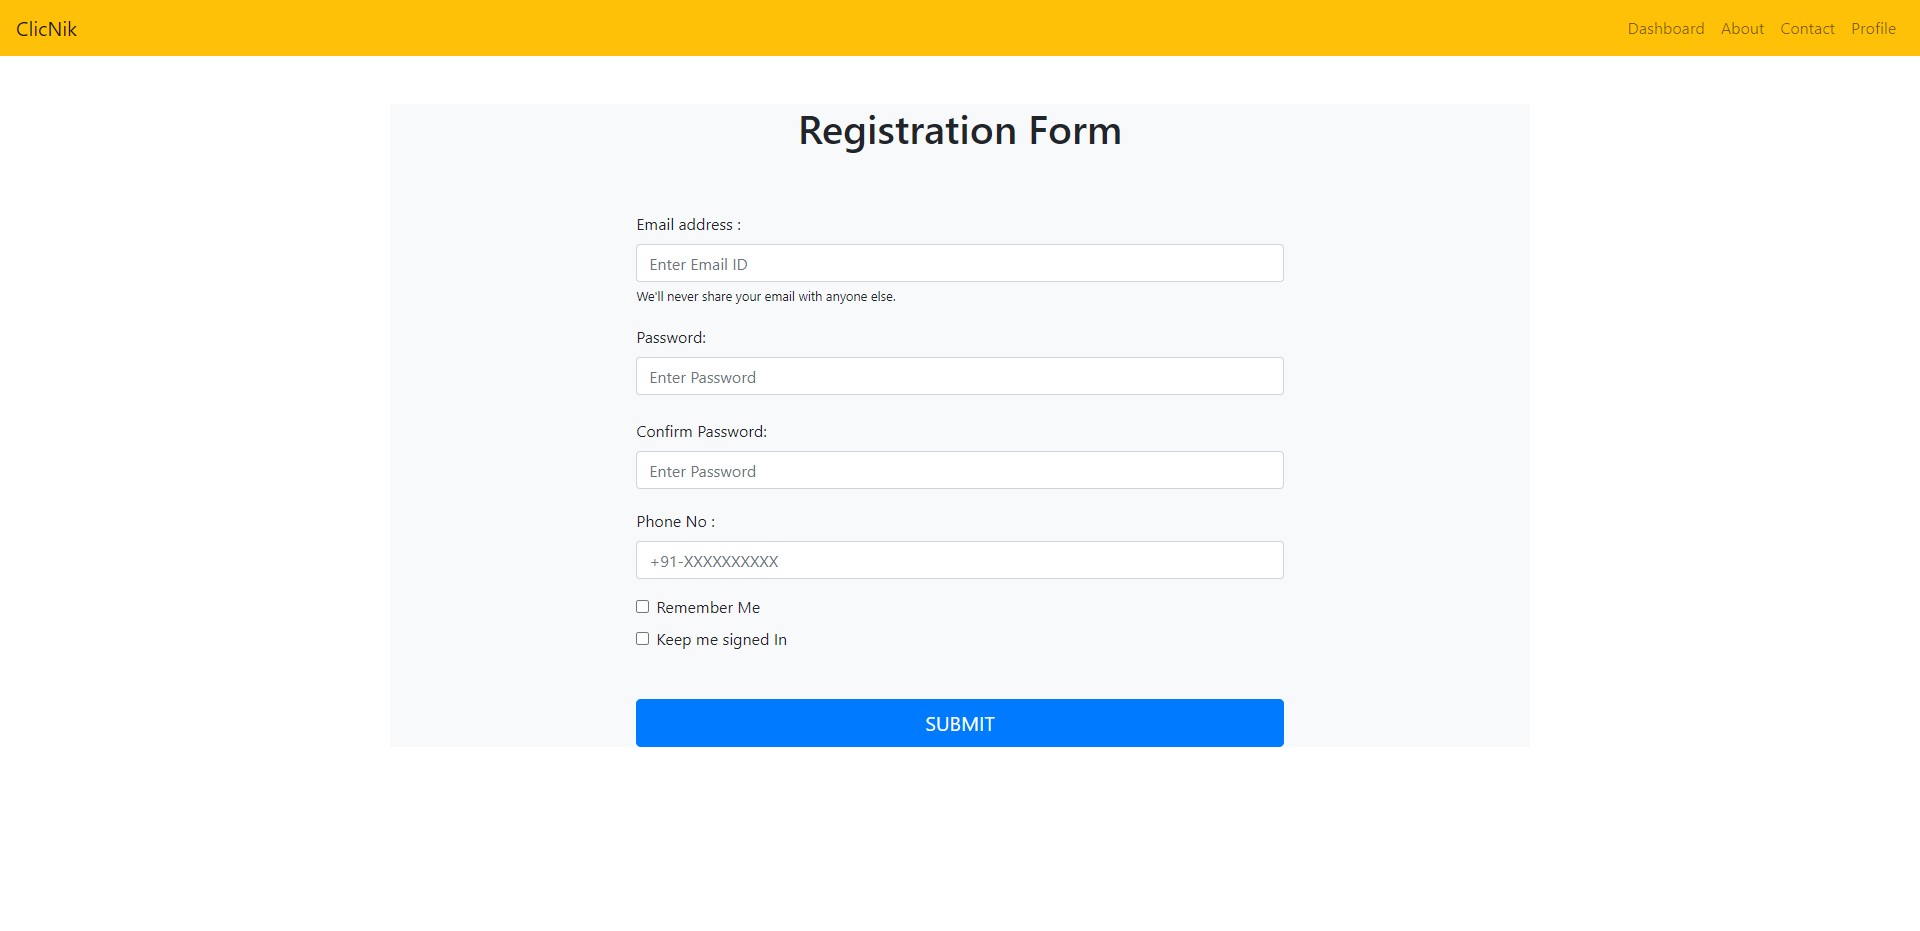 ClicNik Dashboard About Contact Profile
Registration Form
Email address :
Enter Email ID
We'll never share your email with anyone else.
Password:
Enter Password
Confirm Password:
Enter Password
Phone No :
+91-XXXXXXXXXX
Remember Me
Keep me signed In
SUBMIT